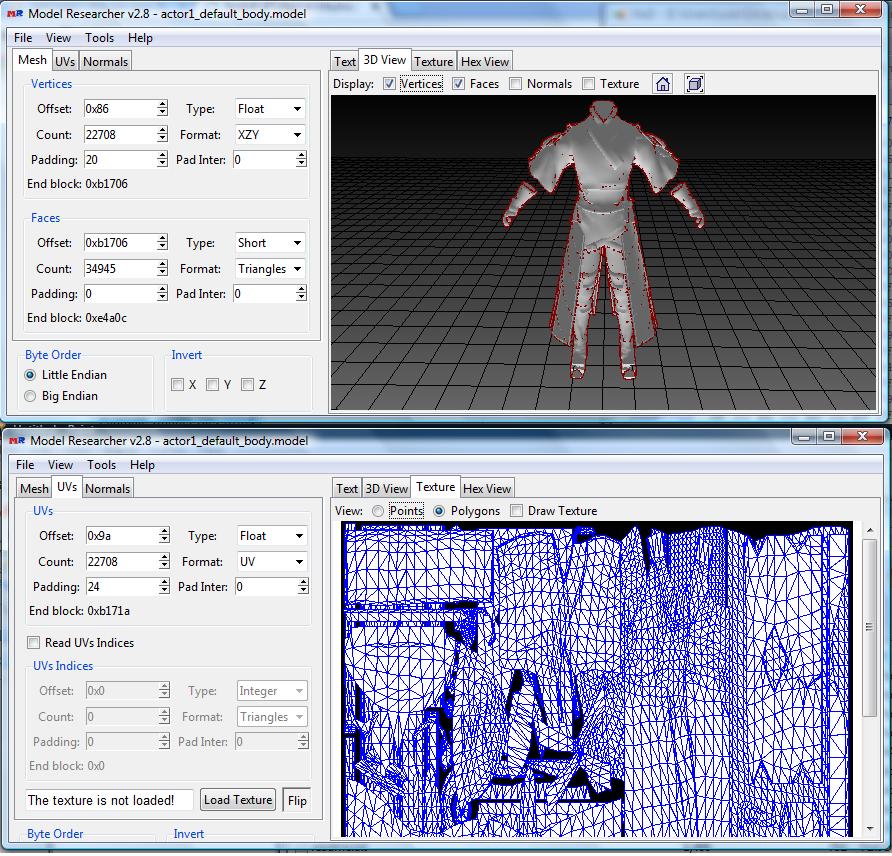 MR Model Researcher v2.8 - actor1_default_body.model
File View Tools Help
Mesh UVs Normals
Vertices
Offset: 0x86 Type: Float
Count: 22708 Format: XZY
Padding: 20 Pad Inter: 0
End block: 0xb1706
Faces
Offset: 0xb1706 Type: Short
Count: 34945 Format: Triangles
Padding: 0 Pad Inter: 0
End block: 0xe4a0c
Byte Order
Little Endian
Big Endian
Invert
X Y Z
Text 3D View Texture Hex View
Display: Vertices Faces Normals Texture
MR Model Researcher v2.8 - actor1_default_body.model
File View Tools Help
Mesh UVs Normals
UVs
Offset: 0x9a Type: Float
Count: 22708 Format: UV
Padding: 24 Pad Inter: 0
End block: 0xb171a
Read UVs Indices
UVs Indices
Offset: 0x0 Type: Integer
Count: 0 Format: Triangles
Padding: 0 Pad Inter: 0
End block: 0x0
The texture is not loaded! Load Texture Flip
Byte Order Invert
Text 3D View Texture Hex View
View: Points Polygons Draw Texture